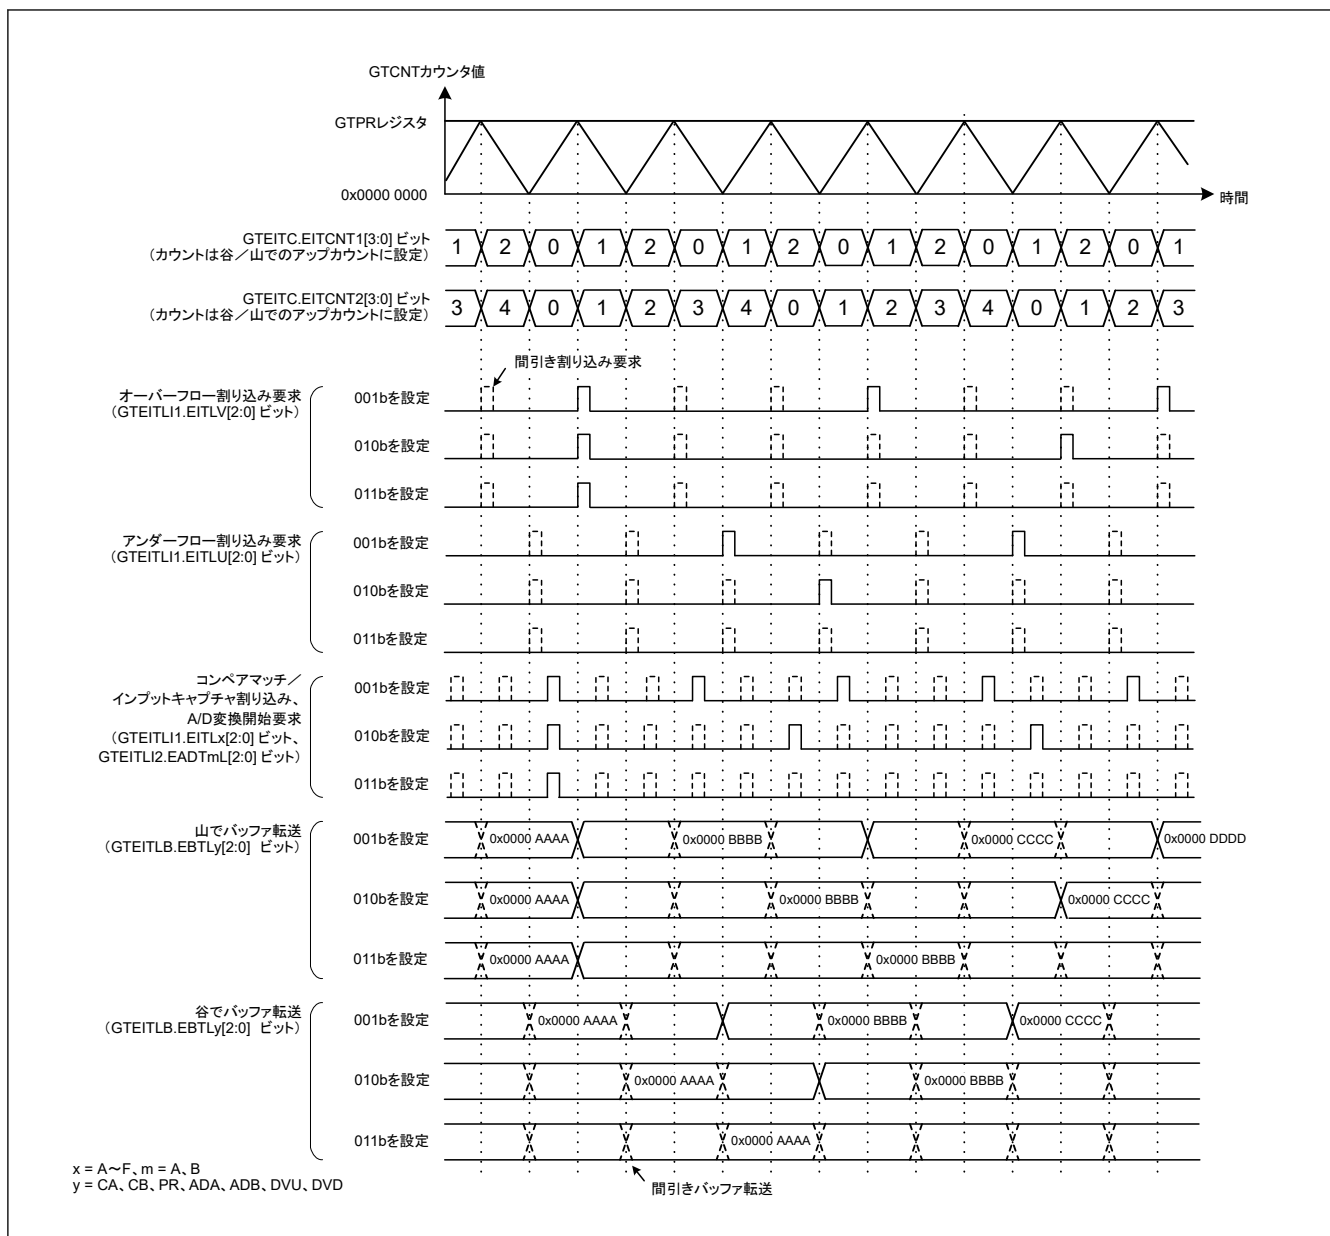 GTCNTカウンタ値
GTPRレジスタ
0x0000 0000
時間
GTEITC.EITCNT1[3:0] ビット
(カウントは谷／山でのアップカウントに設定)
1 2 0 1 2 0 1 2 0 1 2 0 1 2 0 1
GTEITC.EITCNT2[3:0] ビット
(カウントは谷／山でのアップカウントに設定)
3 4 0 1 2 3 4 0 1 2 3 4 0 1 2 3
間引き割り込み要求
オーバーフロー割り込み要求
(GTEITLI1.EITLV[2:0] ビット)
001bを設定
010bを設定
011bを設定
アンダーフロー割り込み要求
(GTEITLI1.EITLU[2:0] ビット)
001bを設定
010bを設定
011bを設定
コンペアマッチ／
インプットキャプチャ割り込み、
A/D変換開始要求
(GTEITLI1.EITLx[2:0] ビット、
GTEITLI2.EADTmL[2:0] ビット)
001bを設定
010bを設定
011bを設定
山でバッファ転送
(GTEITLB.EBTLy[2:0] ビット)
001bを設定 0x0000 AAAA 0x0000 BBBB 0x0000 CCCC 0x0000 DDDD
010bを設定 0x0000 AAAA 0x0000 BBBB 0x0000 CCCC
011bを設定 0x0000 AAAA 0x0000 BBBB
谷でバッファ転送
(GTEITLB.EBTLy[2:0] ビット)
001bを設定 0x0000 AAAA 0x0000 BBBB 0x0000 CCCC
010bを設定 0x0000 AAAA 0x0000 BBBB
011bを設定 0x0000 AAAA
x = A～F、m = A、B
y = CA、CB、PR、ADA、ADB、DVU、DVD
間引きバッファ転送